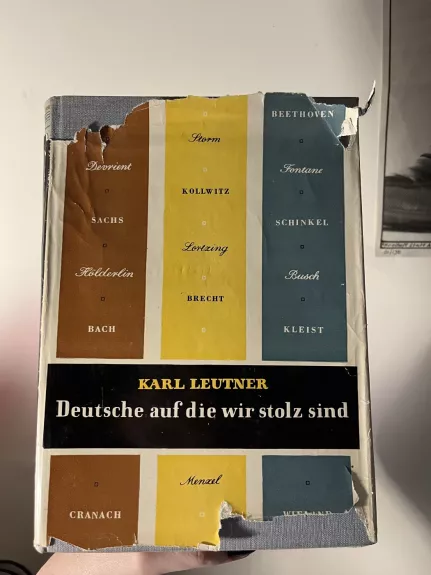 BEETHOVEN
Storm
Devrient
Fontane
KOLLWITZ
SACHS
SCHINKEL
Lortzing
Hölderlin
Busch
BRECHT
BACH
KLEIST
KARL LEUTNER
Deutsche auf die wir stolz sind
Menzel
CRANACH
WIELAND